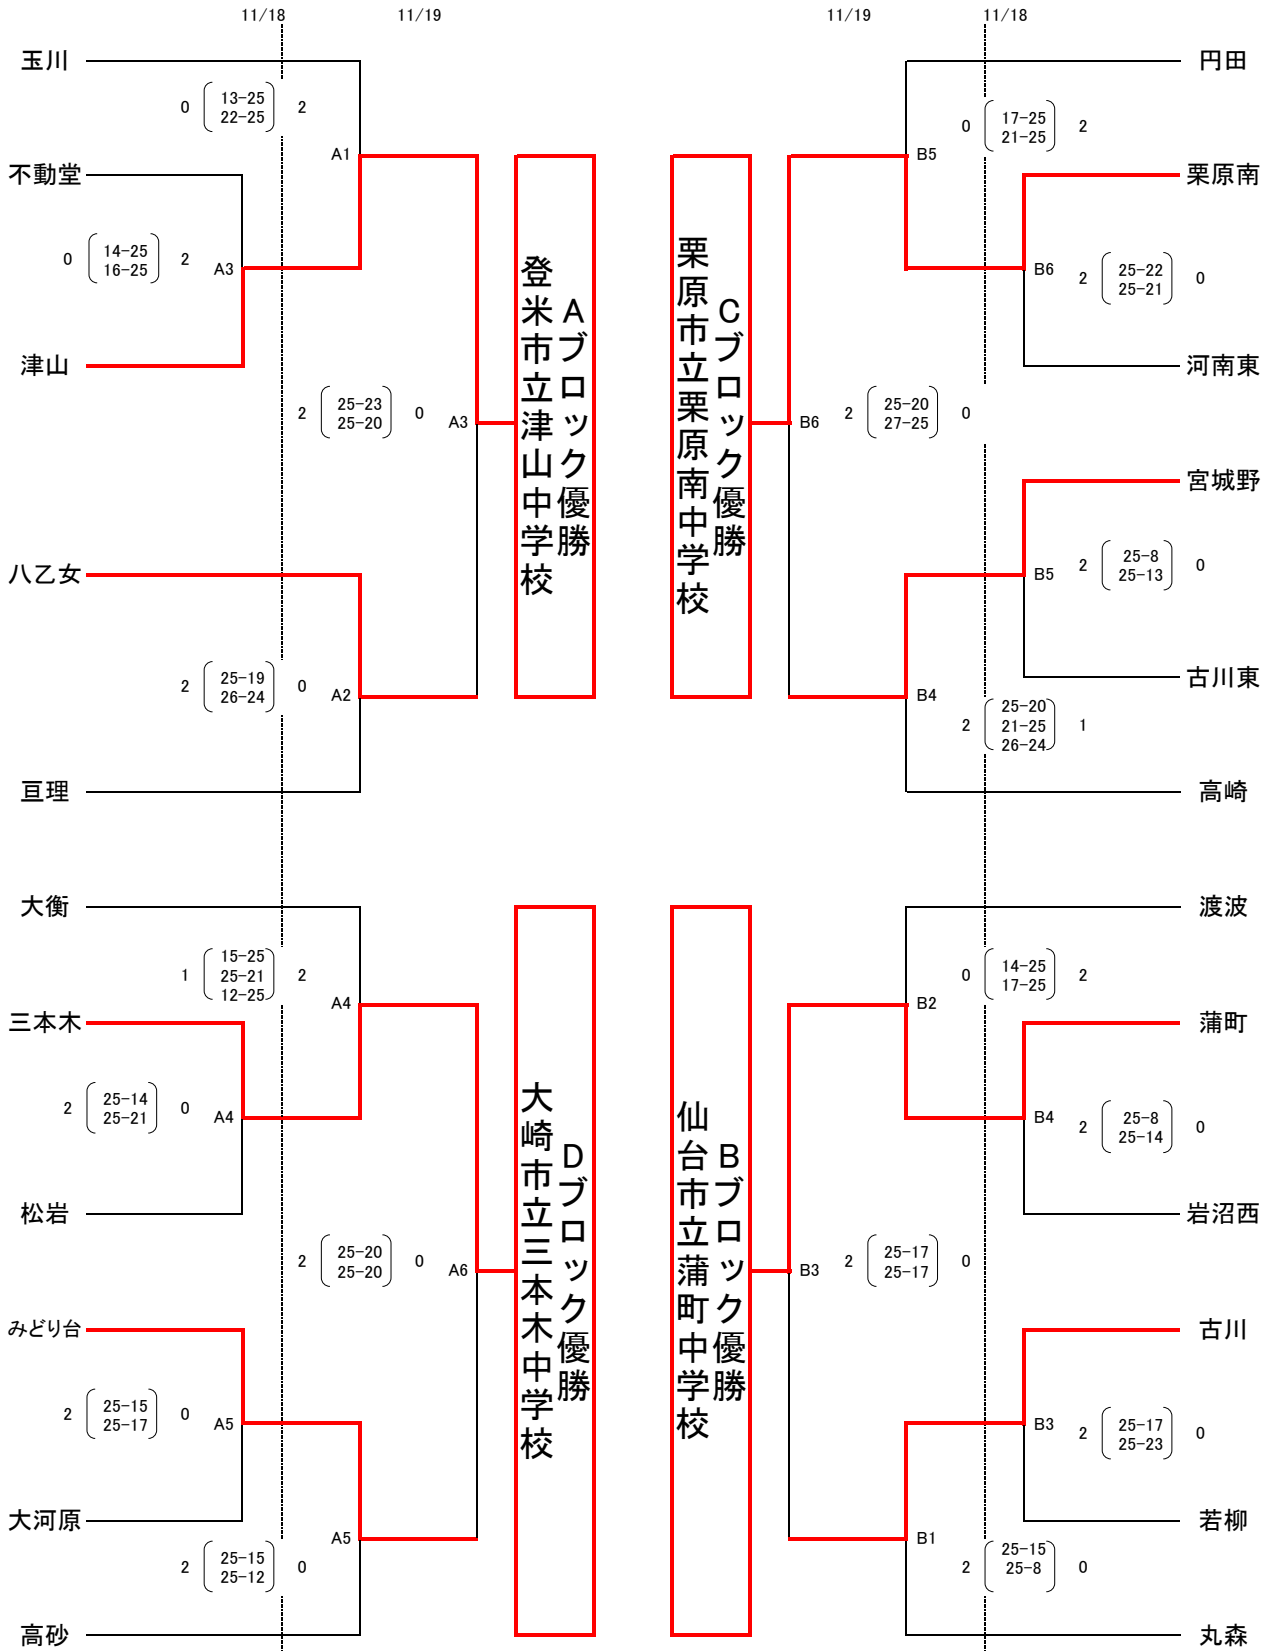 11/18
11/19
11/19
11/18
玉川
0
13-25
22-25
2
A1
不動堂
0
14-25
16-25
2
A3
津山
2
25-23
25-20
0
A3
八乙女
2
25-19
26-24
0
A2
亘理
Aブロック優勝
登米市立津山中学校
円田
0
17-25
21-25
2
B5
栗原南
B6
2
25-22
25-21
0
河南東
B6
2
25-20
27-25
0
宮城野
B5
2
25-8
25-13
0
古川東
B4
2
25-20
21-25
26-24
1
高崎
Cブロック優勝
栗原市立栗原南中学校
大衡
1
15-25
25-21
12-25
2
A4
三本木
2
25-14
25-21
0
A4
松岩
2
25-20
25-20
0
A6
みどり台
2
25-15
25-17
0
A5
大河原
2
25-15
25-12
0
A5
高砂
Dブロック優勝
大崎市立三本木中学校
渡波
0
14-25
17-25
2
B2
蒲町
B4
2
25-8
25-14
0
岩沼西
B3
2
25-17
25-17
0
古川
B3
2
25-17
25-23
0
若柳
B1
2
25-15
25-8
0
丸森
Bブロック優勝
仙台市立蒲町中学校